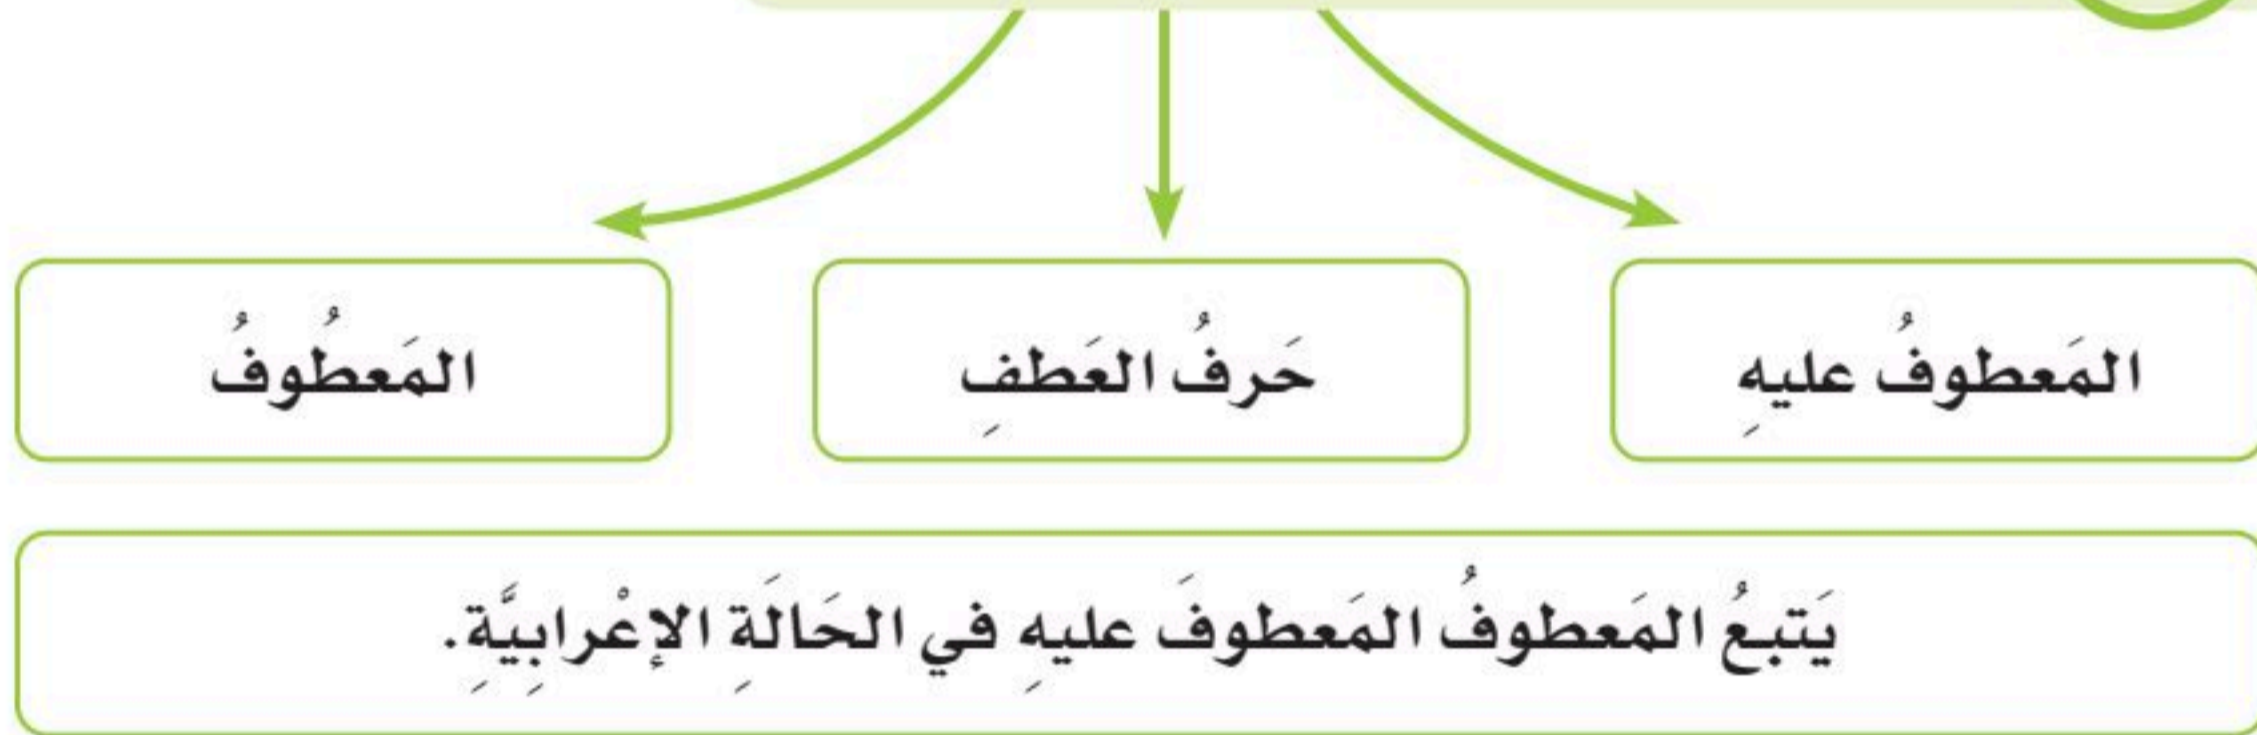 المَعطوفُ عليهِ
حَرفُ العَطفِ
المَعطُوفُ
يَتبعُ المَعطوفُ المَعطوفَ عليهِ في الحَالَةِ الإعْرابِيَّةِ.